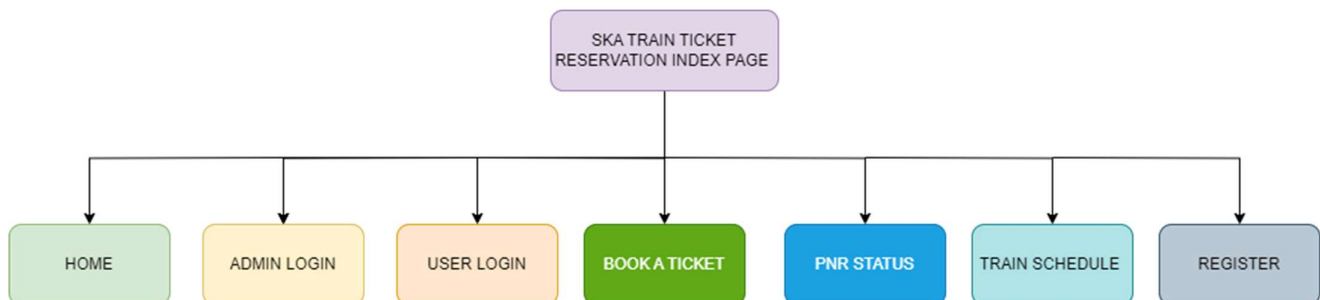 SKA TRAIN TICKET
RESERVATION INDEX PAGE
HOME
ADMIN LOGIN
USER LOGIN
BOOK A TICKET
PNR STATUS
TRAIN SCHEDULE
REGISTER